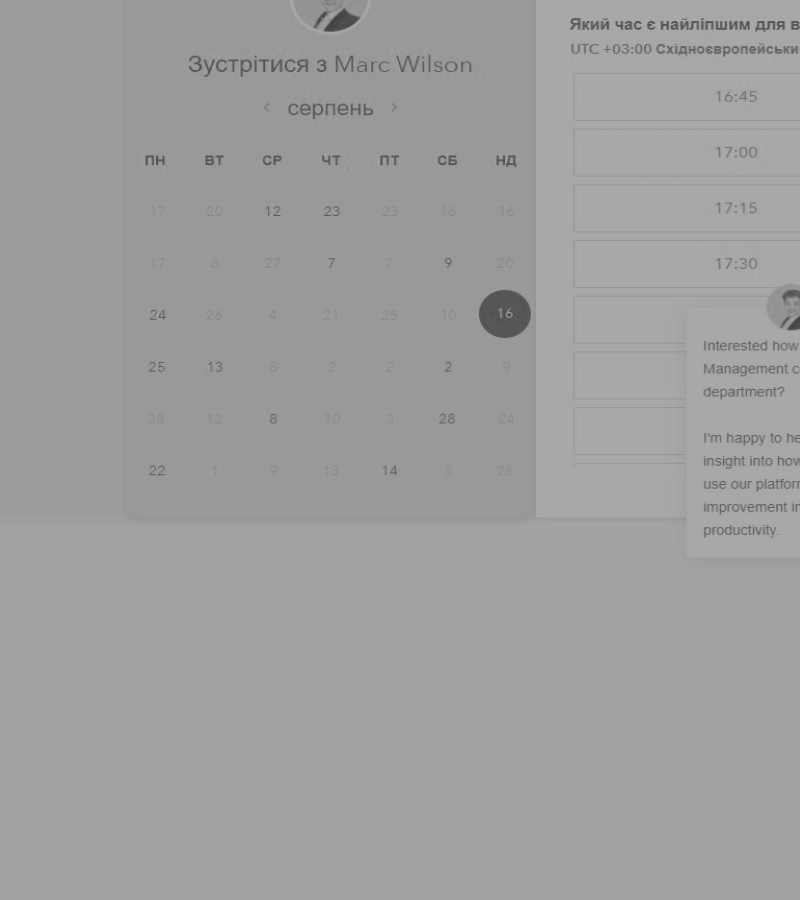 Зустрітися з Marc Wilson
< серпень >
ПН ВТ СР ЧТ ПТ СБ НД
17 20 12 23 23 16 16
17 8 27 7 7 9 20
24 26 4 21 25 10 16
25 13 8 2 2 2 9
28 12 8 10 3 28 24
22 1 9 13 14 3 28
Який час є найліпшим для в
UTC +03:00 Східноєвропейськи
16:45
17:00
17:15
17:30
Interested how
Management c
department?
I'm happy to he
insight into how
use our platforr
improvement in
productivity.